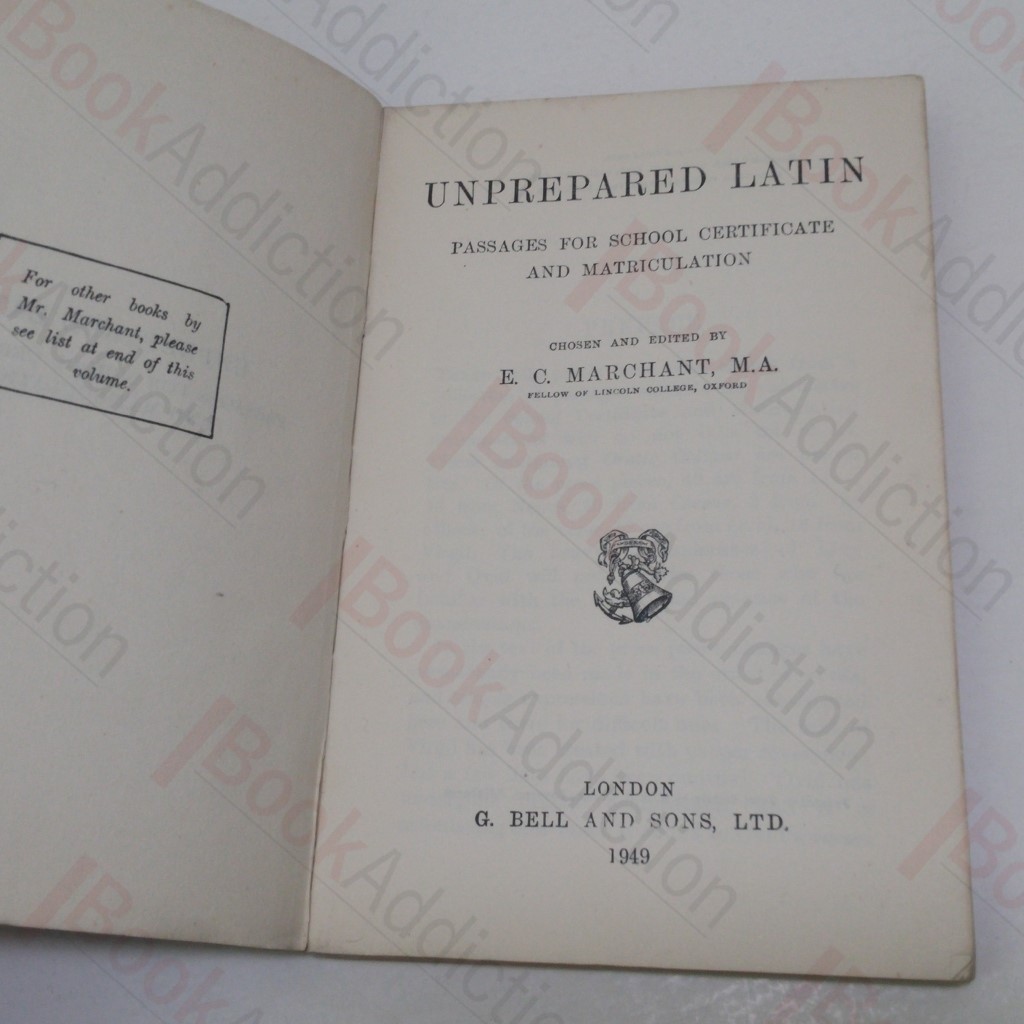 For other books by
Mr. Marchant, please
see list at end of this
volume.
UNPREPARED LATIN
PASSAGES FOR SCHOOL CERTIFICATE
AND MATRICULATION
CHOSEN AND EDITED BY
E. C. MARCHANT, M.A.
FELLOW OF LINCOLN COLLEGE, OXFORD
LONDON
G. BELL AND SONS, LTD.
1949
BookAddiction